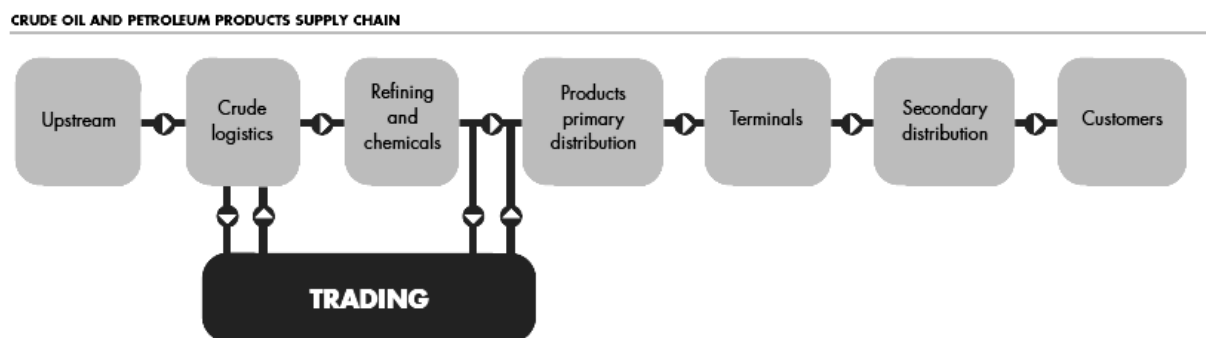 CRUDE OIL AND PETROLEUM PRODUCTS SUPPLY CHAIN
Upstream
Crude
logistics
Refining
and
chemicals
Products
primary
distribution
Terminals
Secondary
distribution
Customers
TRADING